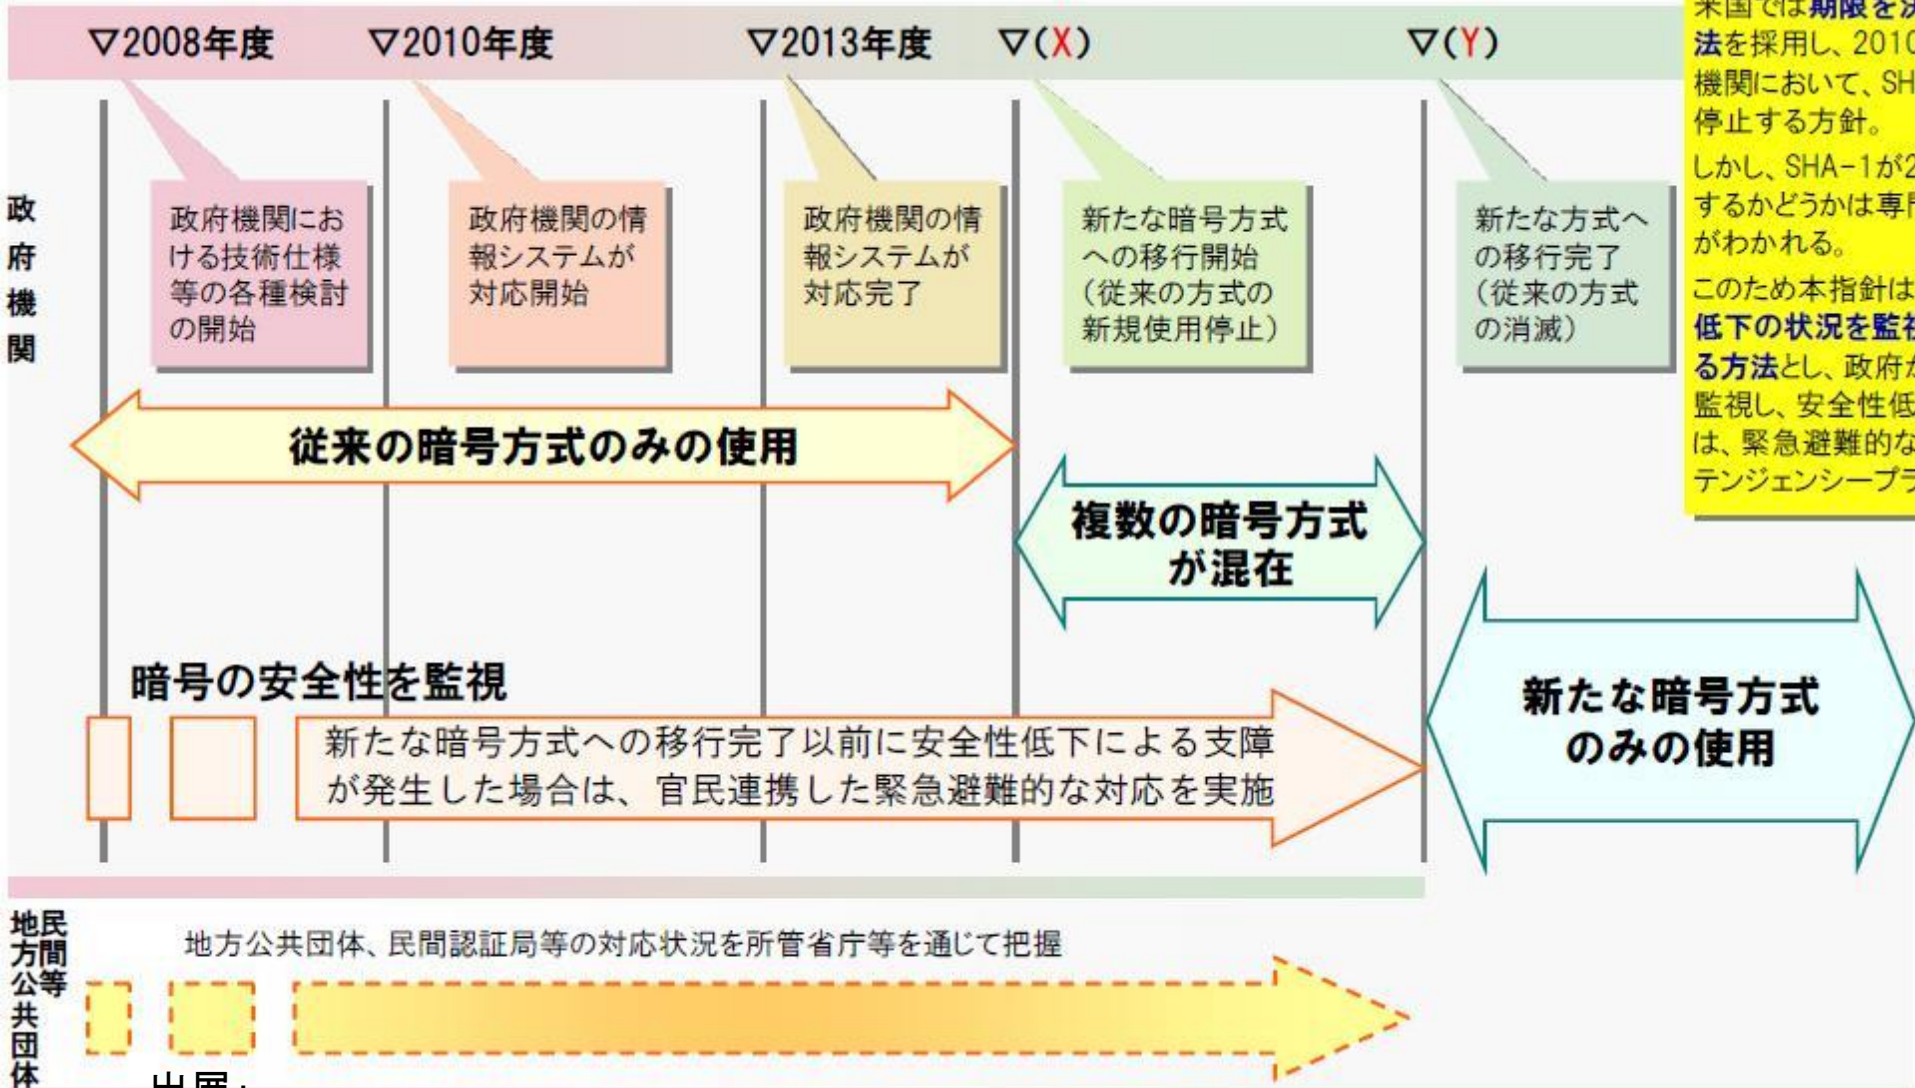 ▽2008年度 ▽2010年度 ▽2013年度 ▽(X) ▽(Y)
政府機関
政府機関にお
ける技術仕様
等の各種検討
の開始
政府機関の情
報システムが
対応開始
政府機関の情
報システムが
対応完了
新たな暗号方式
への移行開始
(従来の方式の
新規使用停止)
新たな方式へ
の移行完了
(従来の方式
の消滅)
米国では期限を
法を採用し、2010
機関において、SH
停止する方針。
しかし、SHA-1が2
するかどうかは専
がわかれる。
このため本指針は
低下の状況を監
る方法とし、政府
監視し、安全性低
は、緊急避難的な
テンジェンシープラ
従来の暗号方式のみの使用
複数の暗号方式
が混在
新たな暗号方式
のみの使用
暗号の安全性を監視
新たな暗号方式への移行完了以前に安全性低下による支障
が発生した場合は、官民連携した緊急避難的な対応を実施
民間等
地方公共団体
地方公共団体、民間認証局等の対応状況を所管省庁等を通じて把握